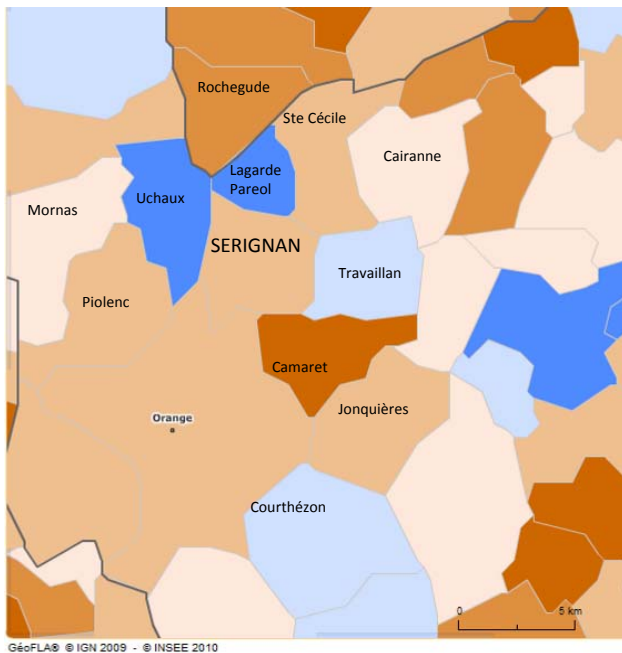 Rochegude
Ste Cécile
Cairanne
Lagarde
Pareol
Uchaux
Mornas
SERIGNAN
Travaillan
Piolenc
Camaret
Jonquières
Orange
Courthézon
0 5 km
GéoFLA® © IGN 2009 - © INSEE 2010